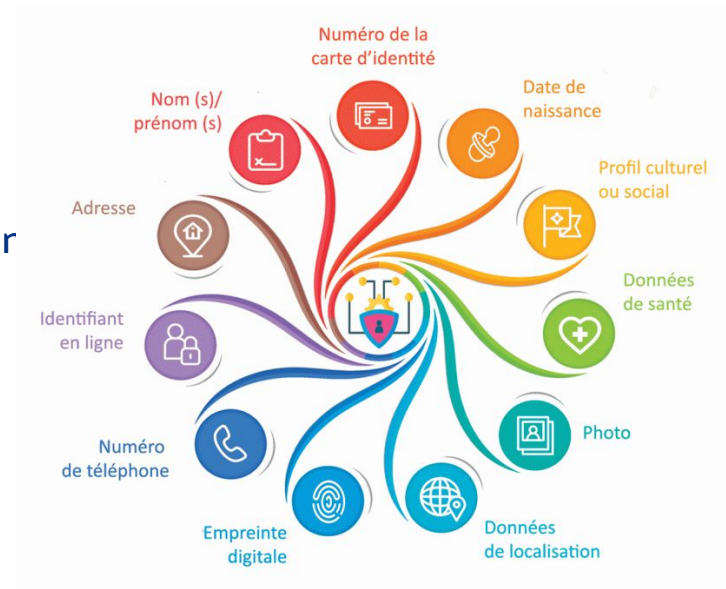 Numéro de la
carte d'identité
Date de
naissance
Profil culturel
ou social
Données
de santé
Photo
Données
de localisation
Empreinte
digitale
Numéro
de téléphone
Identifiant
en ligne
Adresse
Nom (s)/
prénom (s)
r